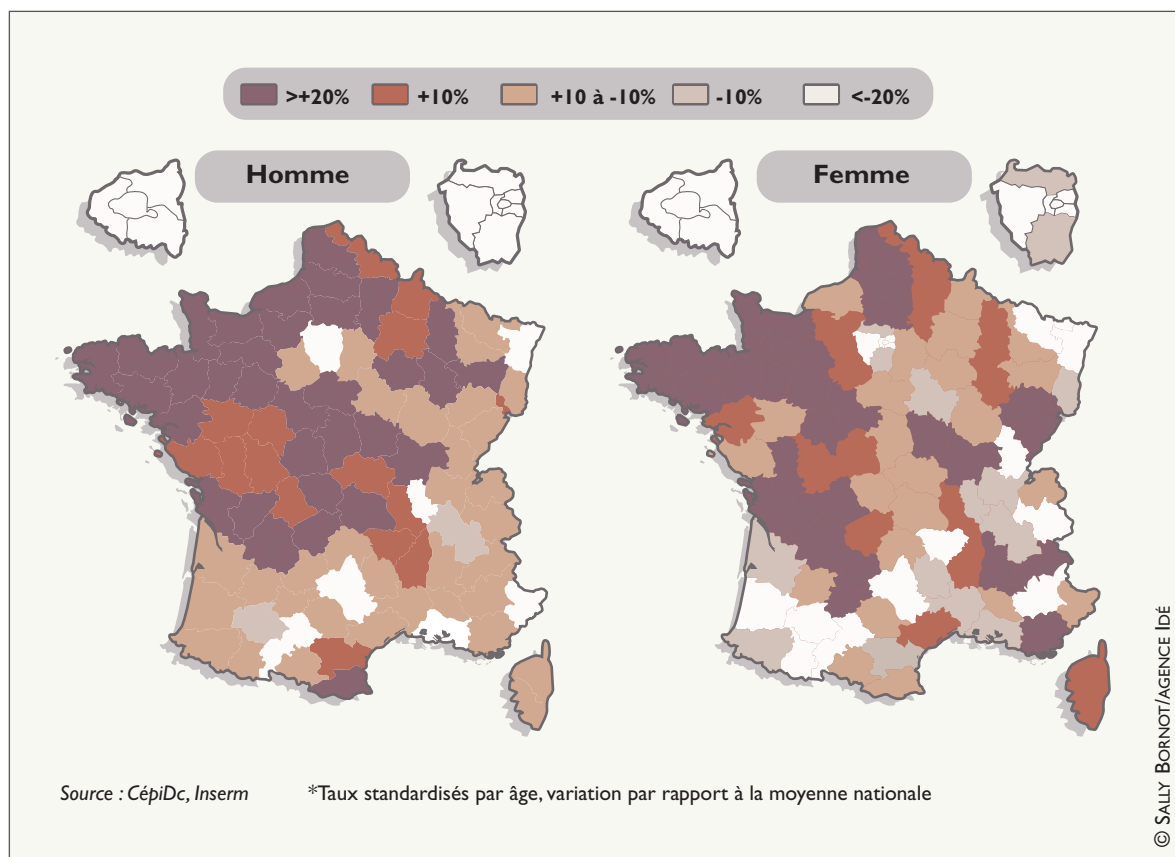 >+20% +10% +10 à -10% -10% <-20%
Homme
Femme
Source : CépiDc, Inserm *Taux standardisés par âge, variation par rapport à la moyenne nationale
© SALLY BORNOT/AGENCE IDÉ